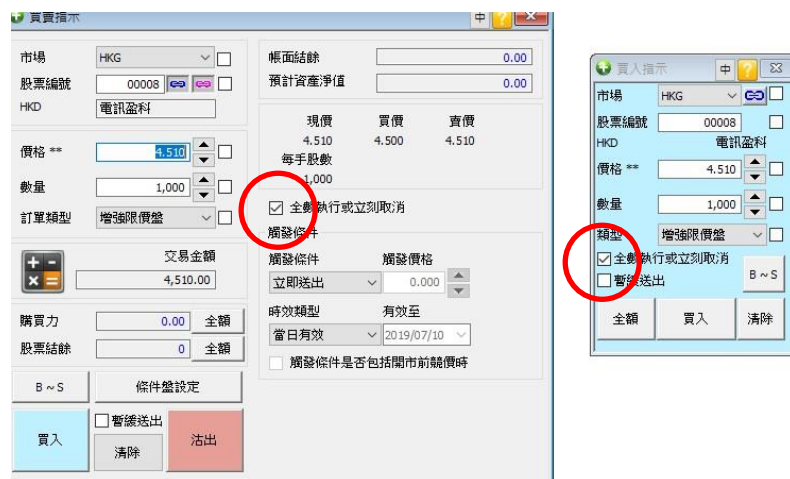 買賣指示
中
?
市場
HKG
股票編號
00008
HKD
電訊盈科
價格 **
4.510
數量
1,000
訂單類型
增強限價盤
交易金額
4,510.00
購買力
0.00
全額
股票結餘
0
全額
B ~ S
條件盤設定
買入
暫緩送出
清除
沽出
帳面結餘
0.00
預計資產淨值
0.00
現價 買價 賣價
4.510 4.500 4.510
每手股數
1,000
全數執行或立刻取消
觸發條件
觸發條件 觸發價格
立即送出
0.000
時效類型 有效至
當日有效
2019/07/10
觸發條件是否包括開市前競價時
買入指示
中
?
市場
HKG
股票編號
00008
HKD
電訊盈科
價格 **
4.510
數量
1,000
類型
增強限價盤
全數執行或立刻取消
暫緩送出
B ~ S
全額
買入
清除